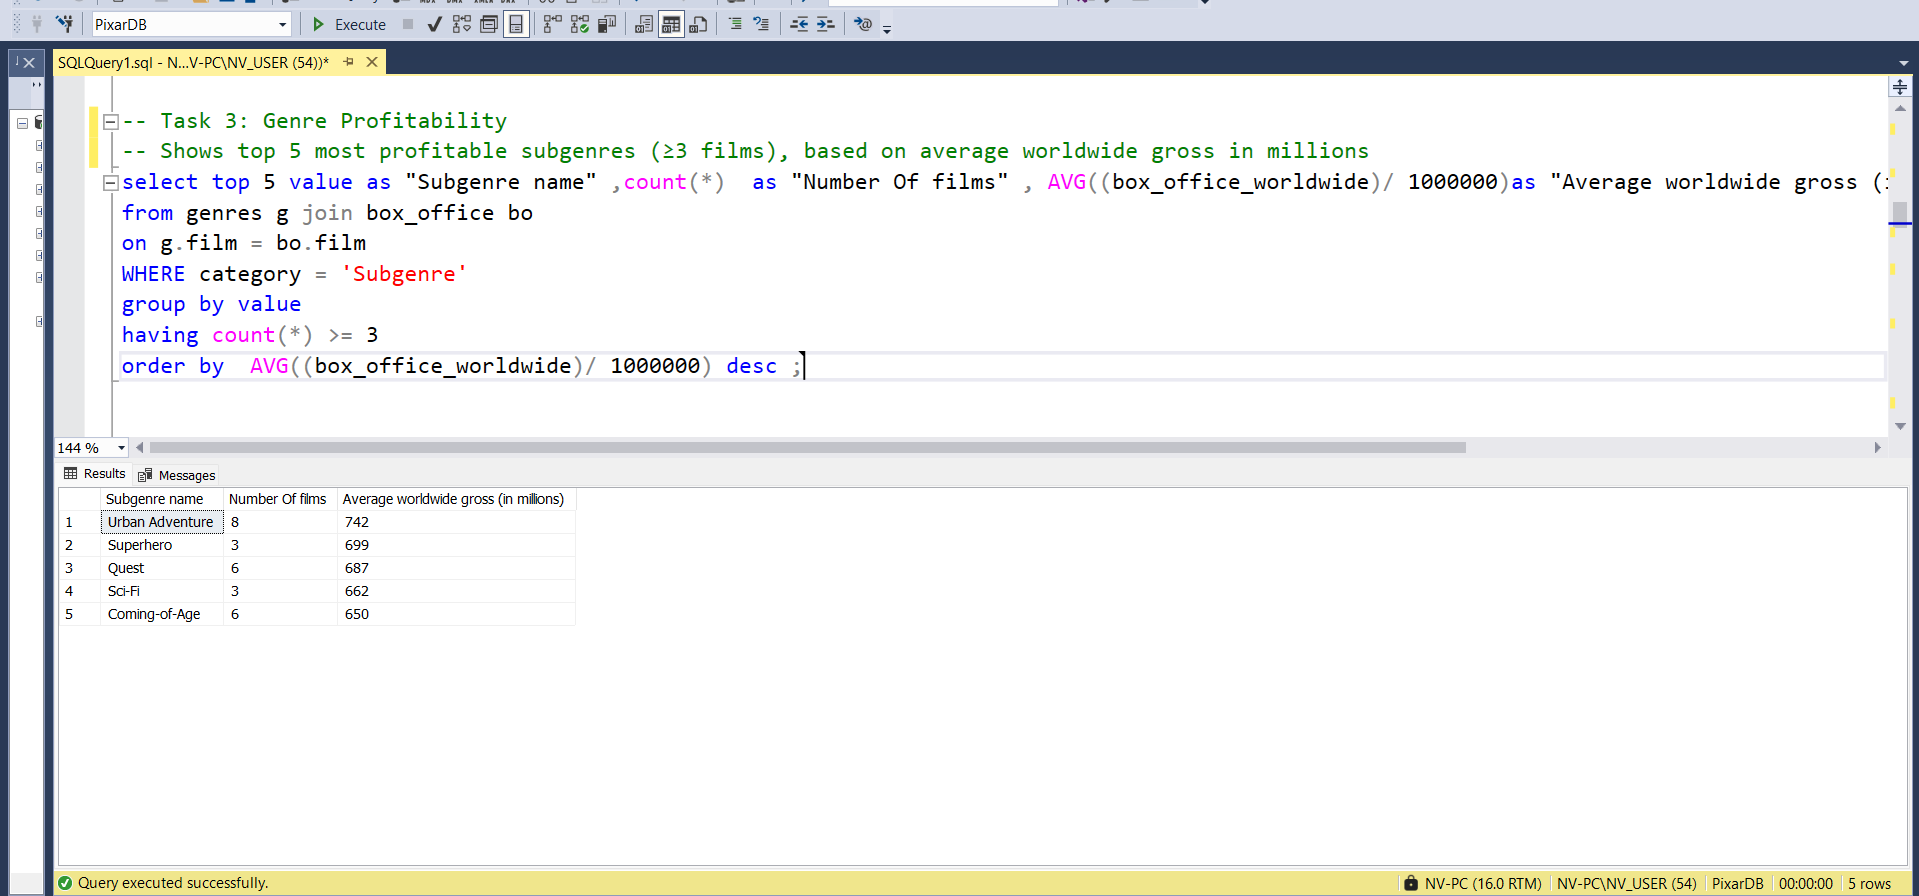 PixarDB
Execute
SQLQuery1.sql - N...V-PC\NV_USER (54))*
-- Task 3: Genre Profitability
-- Shows top 5 most profitable subgenres (≥3 films), based on average worldwide gross in millions
select top 5 value as "Subgenre name" ,count(*)  as "Number Of films" , AVG((box_office_worldwide)/ 1000000)as "Average worldwide gross (
from genres g join box_office bo
on g.film = bo.film
WHERE category = 'Subgenre'
group by value
having count(*) >= 3
order by  AVG((box_office_worldwide)/ 1000000) desc ;
144 %
Results Messages
Subgenre name Number Of films Average worldwide gross (in millions)
1 Urban Adventure 8 742
2 Superhero 3 699
3 Quest 6 687
4 Sci-Fi 3 662
5 Coming-of-Age 6 650
Query executed successfully. NV-PC (16.0 RTM) NV-PC\NV_USER (54) PixarDB 00:00:00 5 rows